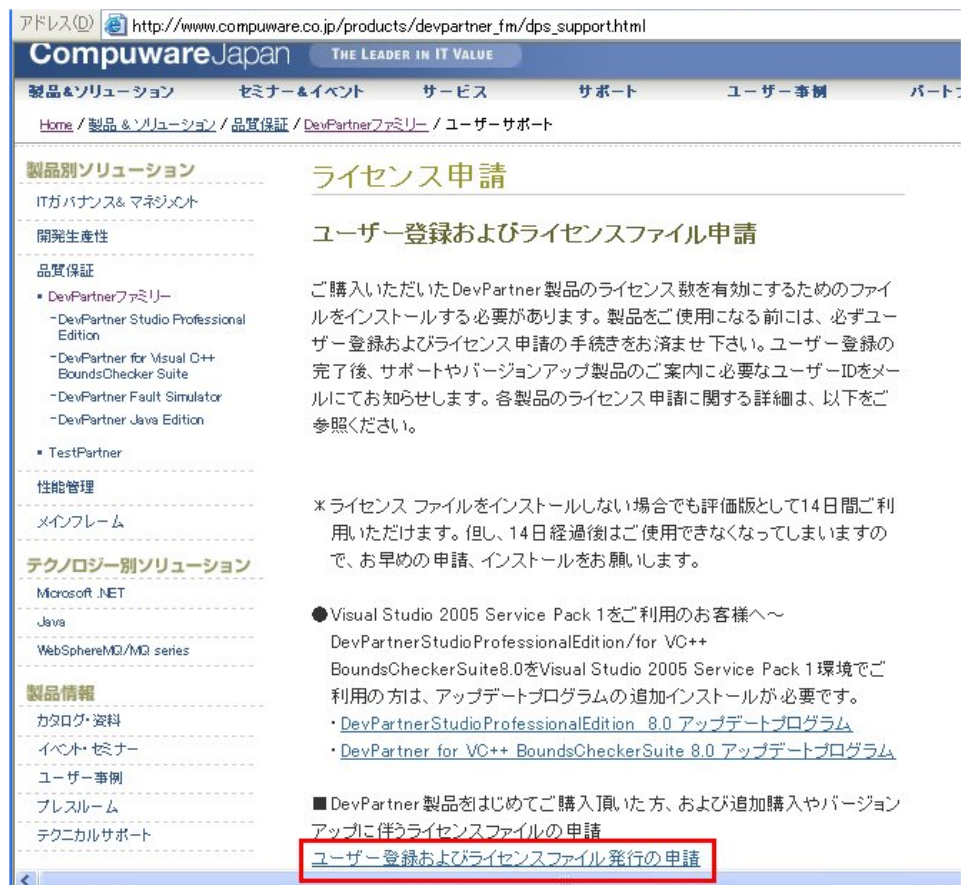 アドレス(D) http://www.compuware.co.jp/products/devpartner_fm/dps_support.html
CompuwareJapan THE LEADER IN IT VALUE
製品&ソリューション セミナー&イベント サービス サポート ユーザー事例 パート
Home / 製品 & ソリューション / 品質保証 / DevPartnerファミリー / ユーザーサポート
製品別ソリューション
ITガバナンス& マネジメント
開発生産性
品質保証
▪ DevPartnerファミリー
-DevPartner Studio Professional
Edition
-DevPartner for Visual C++
BoundsChecker Suite
-DevPartner Fault Simulator
-DevPartner Java Edition
▪ TestPartner
性能管理
メインフレーム
テクノロジー別ソリューション
Microsoft .NET
Java
WebSphereMQ/MQ series
製品情報
カタログ・資料
イベント・セミナー
ユーザー事例
プレスルーム
テクニカルサポート
ライセンス申請
ユーザー登録およびライセンスファイル申請
ご購入いただいたDevPartner製品のライセンス数を有効にするためのファイ
ルをインストールする必要があります。製品をご使用になる前には、必ずユー
ザー登録およびライセンス申請の手続きをお済ませ下さい。ユーザー登録の
完了後、サポートやバージョンアップ製品のご案内に必要なユーザーIDをメー
ルにてお知らせします。各製品のライセンス申請に関する詳細は、以下をご
参照ください。
*ライセンス ファイルをインストールしない場合でも評価版として14日間ご利
用いただけます。但し、14日経過後はご使用できなくなってしまいますの
で、お早めの申請、インストールをお願いします。
●Visual Studio 2005 Service Pack 1をご利用のお客様へ~
DevPartnerStudioProfessionalEdition/for VC++
BoundsCheckerSuite8.0をVisual Studio 2005 Service Pack 1環境でご
利用の方は、アップデートプログラムの追加インストールが必要です。
・DevPartnerStudioProfessionalEdition 8.0 アップデートプログラム
・DevPartner for VC++ BoundsCheckerSuite 8.0 アップデートプログラム
■DevPartner製品をはじめてご購入頂いた方、および追加購入やバージョン
アップに伴うライセンスファイルの申請
ユーザー登録およびライセンスファイル発行の申請